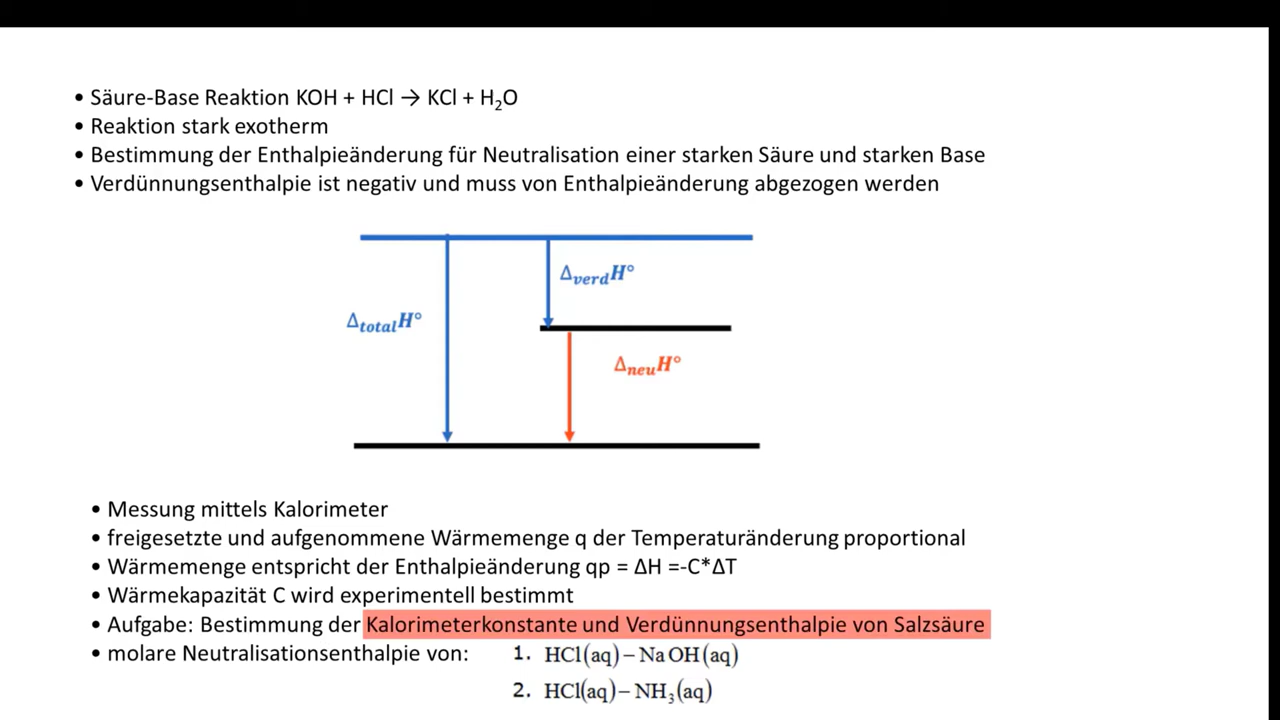 • Säure-Base Reaktion KOH + HCl → KCl + H₂O
• Reaktion stark exotherm
• Bestimmung der Enthalpieänderung für Neutralisation einer starken Säure und starken Base
• Verdünnungsenthalpie ist negativ und muss von Enthalpieänderung abgezogen werden
Δ_verd H°
Δ_total H°
Δ_neu H°
• Messung mittels Kalorimeter
• freigesetzte und aufgenommene Wärmemenge q der Temperaturänderung proportional
• Wärmemenge entspricht der Enthalpieänderung qp = ΔH =-C*ΔT
• Wärmekapazität C wird experimentell bestimmt
• Aufgabe: Bestimmung der Kalorimeterkonstante und Verdünnungsenthalpie von Salzsäure
• molare Neutralisationsenthalpie von: 1. HCl(aq) – NaOH(aq)
2. HCl(aq) – NH₃(aq)